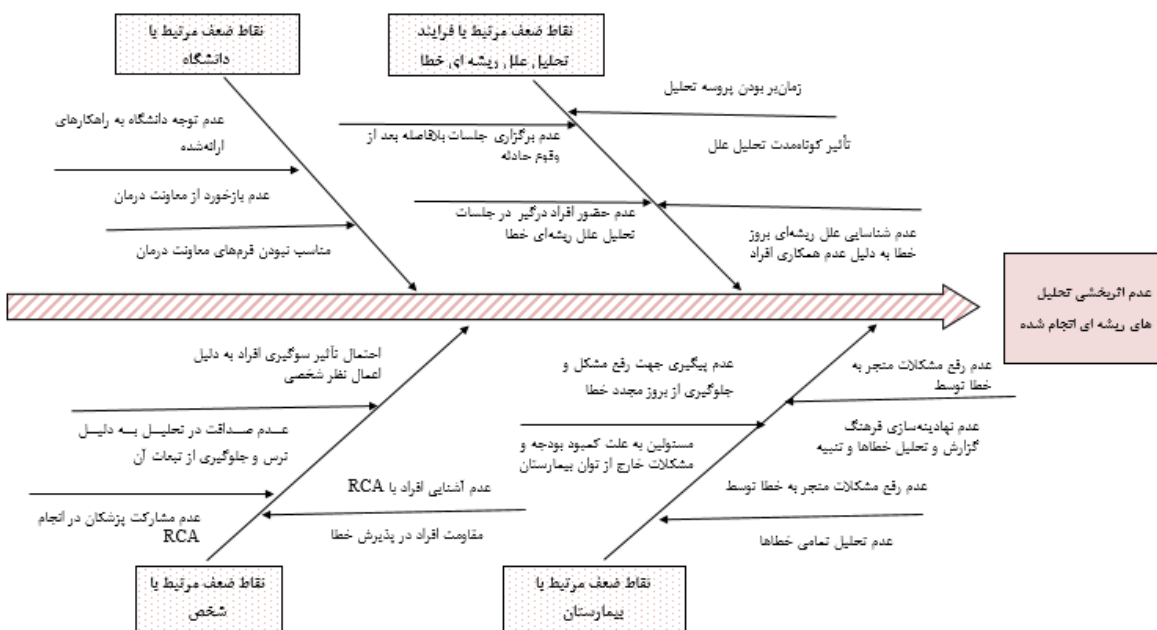 نقاط ضعف مرتبط با
دانشگاه
نقاط ضعف مرتبط با فرایند
تحلیل علل ریشه ای خطا
زمان‌بر بودن پروسه تحلیل
عدم توجه دانشگاه به راهکارهای
ارائه‌شده
عدم برگزاری جلسات بلافاصله بعد از
وقوع حادثه
تأثیر کوتاه‌مدت تحلیل علل
عدم بازخورد از معاونت درمان
عدم حضور افراد درگیر در جلسات
تحلیل علل ریشه‌ای خطا
مناسب نبودن فرم‌های معاونت درمان
عدم شناسایی علل ریشه‌ای بروز
خطا به دلیل عدم همکاری افراد
عدم اثربخشی تحلیل
های ریشه ای انجام شده
احتمال تأثیر سوگیری افراد به دلیل
اعمال نظر شخصی
عدم پیگیری جهت رفع مشکل و
جلوگیری از بروز مجدد خطا
عدم رفع مشکلات منجر به
خطا توسط
عدم صداقت در تحلیل به دلیل
ترس و جلوگیری از تبعات آن
مسئولین به علت کمبود بودجه و
مشکلات خارج از توان بیمارستان
عدم نهادینه‌سازی فرهنگ
گزارش و تحلیل خطاها و تنبیه
عدم آشنایی افراد با RCA
عدم رفع مشکلات منجر به خطا توسط
عدم مشارکت پزشکان در انجام
RCA
مقاومت افراد در پذیرش خطا
عدم تحلیل تمامی خطاها
نقاط ضعف مرتبط با
شخص
نقاط ضعف مرتبط با
بیمارستان